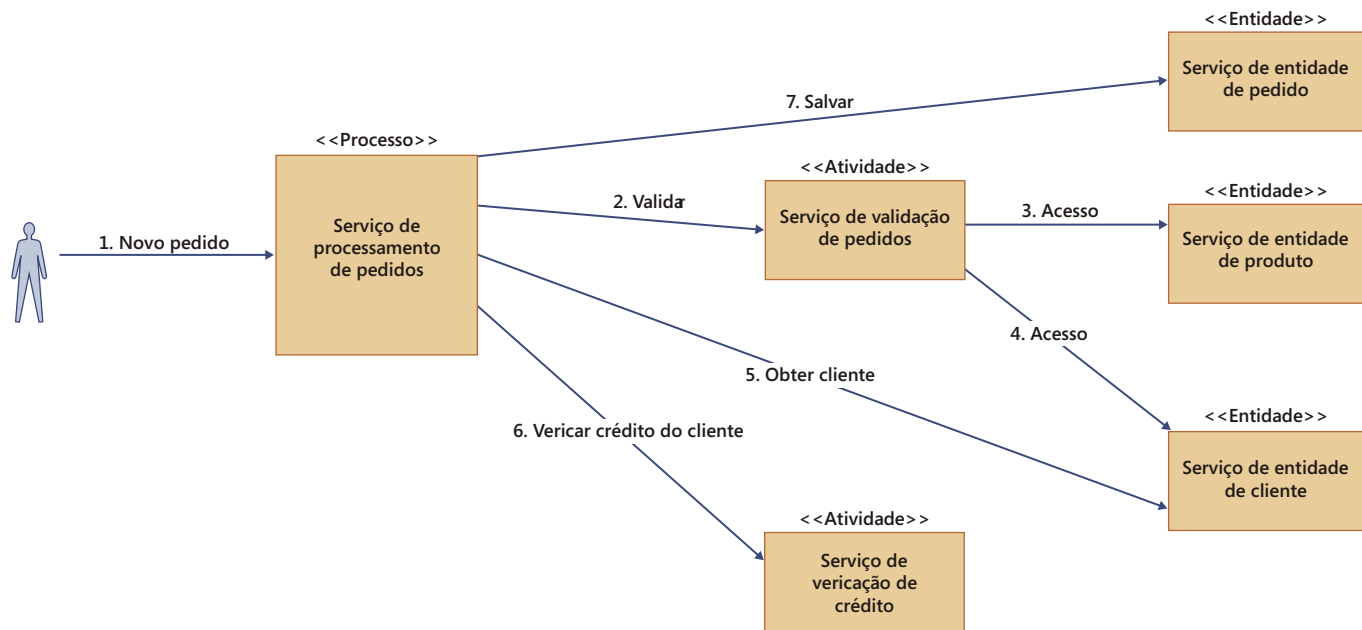 <<Entidade>>
Serviço de entidade
de pedido
7. Salvar
<<Processo>>
Serviço de
processamento
de pedidos
1. Novo pedido
2. Validar
<<Atividade>>
Serviço de validação
de pedidos
3. Acesso
<<Entidade>>
Serviço de entidade
de produto
4. Acesso
5. Obter cliente
6. Vericar crédito do cliente
<<Entidade>>
Serviço de entidade
de cliente
<<Atividade>>
Serviço de
vericação de
crédito